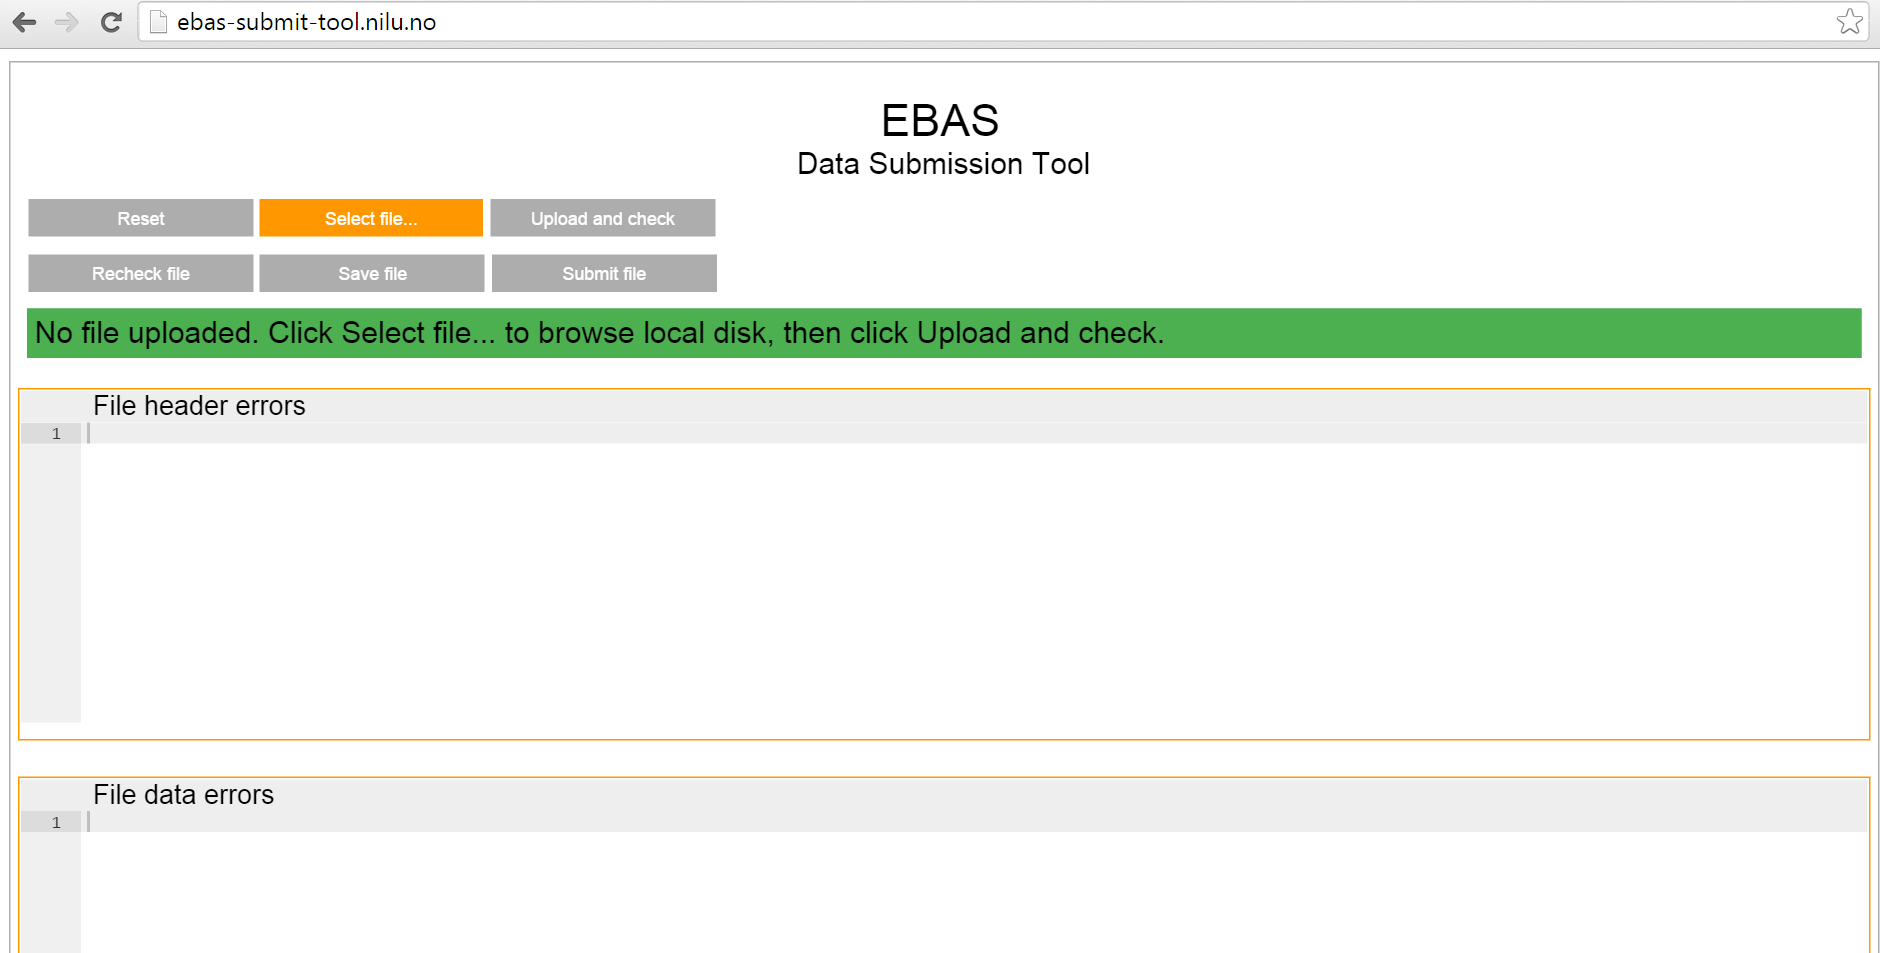 ebas-submit-tool.nilu.no
EBAS
Data Submission Tool
Reset Select file... Upload and check
Recheck file Save file Submit file
No file uploaded. Click Select file... to browse local disk, then click Upload and check.
File header errors
1
File data errors
1